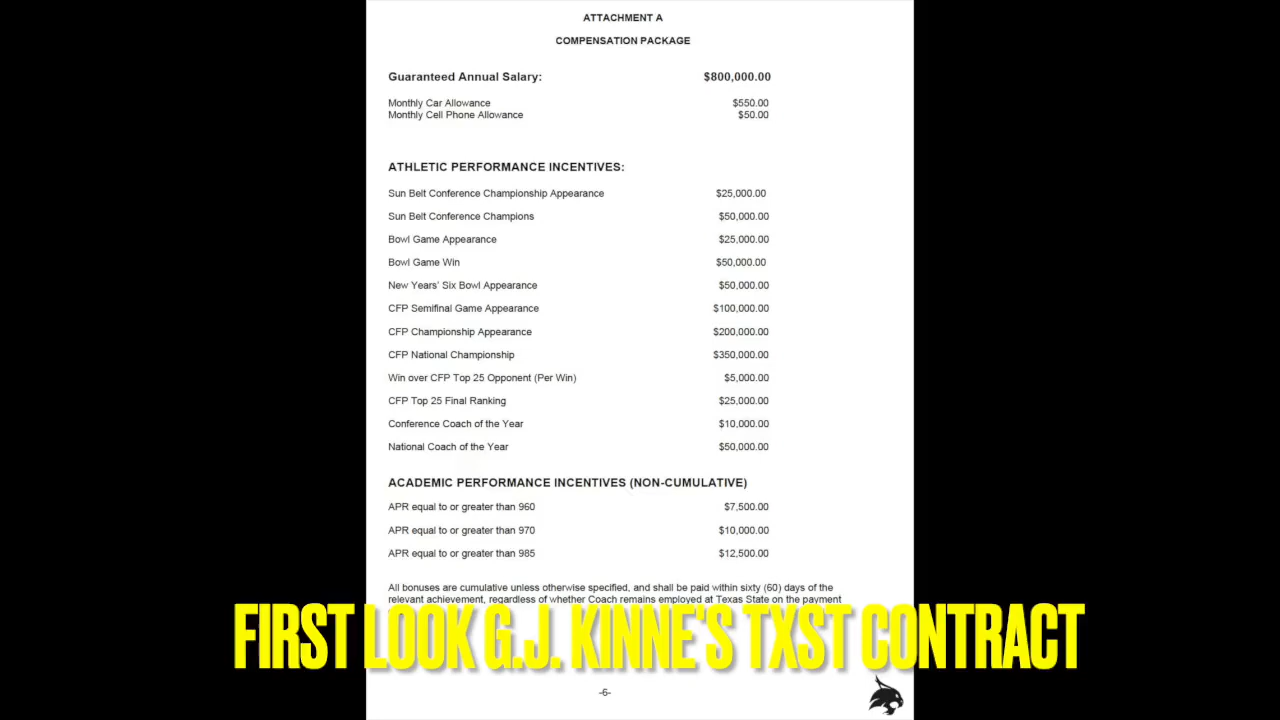 ATTACHMENT A
COMPENSATION PACKAGE
Guaranteed Annual Salary: $800,000.00
Monthly Car Allowance $550.00
Monthly Cell Phone Allowance $50.00
ATHLETIC PERFORMANCE INCENTIVES:
Sun Belt Conference Championship Appearance $25,000.00
Sun Belt Conference Champions $50,000.00
Bowl Game Appearance $25,000.00
Bowl Game Win $50,000.00
New Years' Six Bowl Appearance $50,000.00
CFP Semifinal Game Appearance $100,000.00
CFP Championship Appearance $200,000.00
CFP National Championship $350,000.00
Win over CFP Top 25 Opponent (Per Win) $5,000.00
CFP Top 25 Final Ranking $25,000.00
Conference Coach of the Year $10,000.00
National Coach of the Year $50,000.00
ACADEMIC PERFORMANCE INCENTIVES (NON-CUMULATIVE)
APR equal to or greater than 960 $7,500.00
APR equal to or greater than 970 $10,000.00
APR equal to or greater than 985 $12,500.00
All bonuses are cumulative unless otherwise specified, and shall be paid within sixty (60) days of the
relevant achievement, regardless of whether Coach remains employed at Texas State on the payment
FIRST LOOK G.J. KINNE'S TXST CONTRACT
-6-